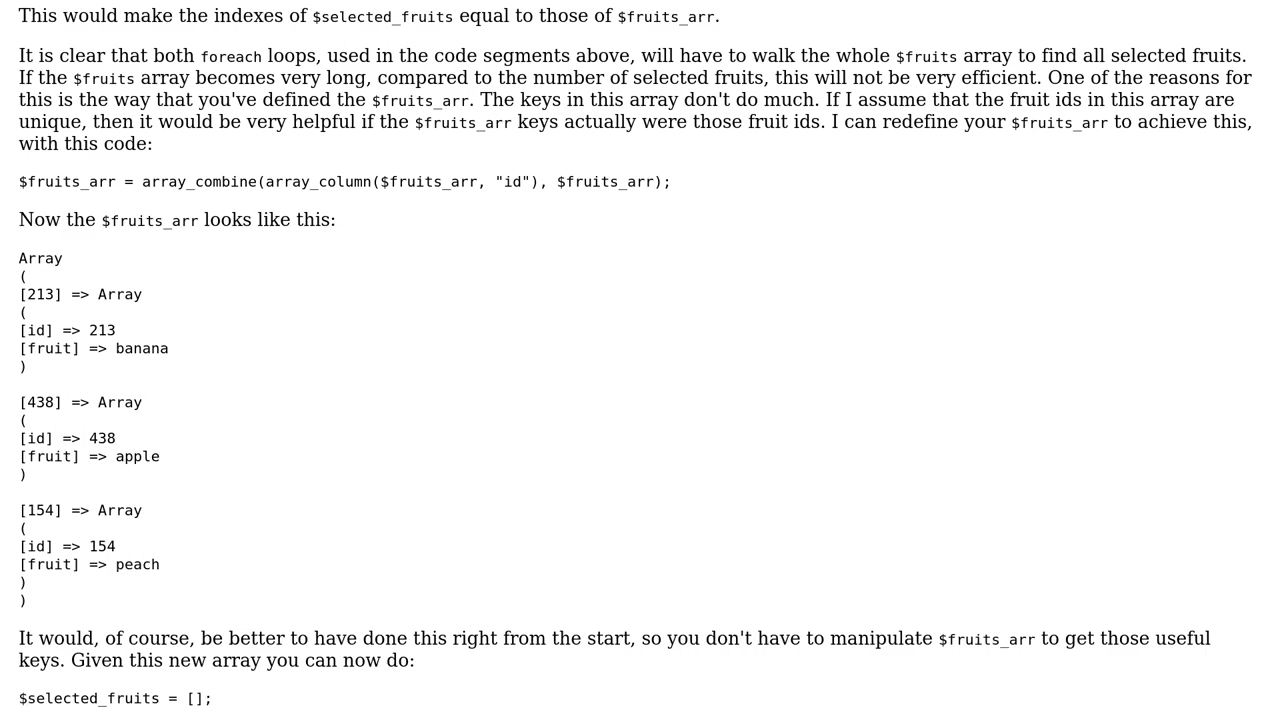 This would make the indexes of $selected_fruits equal to those of $fruits_arr.
It is clear that both foreach loops, used in the code segments above, will have to walk the whole $fruits array to find all selected fruits.
If the $fruits array becomes very long, compared to the number of selected fruits, this will not be very efficient. One of the reasons for
this is the way that you've defined the $fruits_arr. The keys in this array don't do much. If I assume that the fruit ids in this array are
unique, then it would be very helpful if the $fruits_arr keys actually were those fruit ids. I can redefine your $fruits_arr to achieve this,
with this code:
$fruits_arr = array_combine(array_column($fruits_arr, "id"), $fruits_arr);
Now the $fruits_arr looks like this:
Array
(
[213] => Array
(
[id] => 213
[fruit] => banana
)
[438] => Array
(
[id] => 438
[fruit] => apple
)
[154] => Array
(
[id] => 154
[fruit] => peach
)
)
It would, of course, be better to have done this right from the start, so you don't have to manipulate $fruits_arr to get those useful
keys. Given this new array you can now do:
$selected_fruits = [];